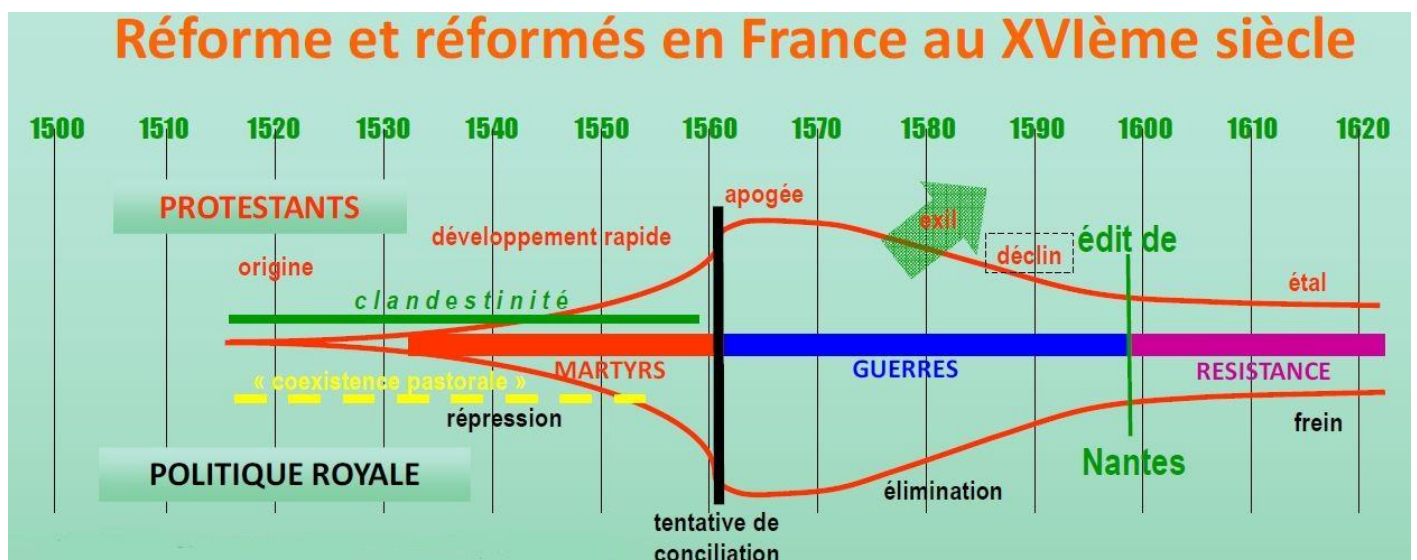 Réforme et réformés en France au XVIème siècle
1500 1510 1520 1530 1540 1550 1560 1570 1580 1590 1600 1610 1620
PROTESTANTS
origine
développement rapide
apogée
exil
déclin
édit de
Nantes
étal
clandestinité
MARTYRS
GUERRES
RESISTANCE
« coexistence pastorale »
répression
élimination
frein
POLITIQUE ROYALE
tentative de
conciliation